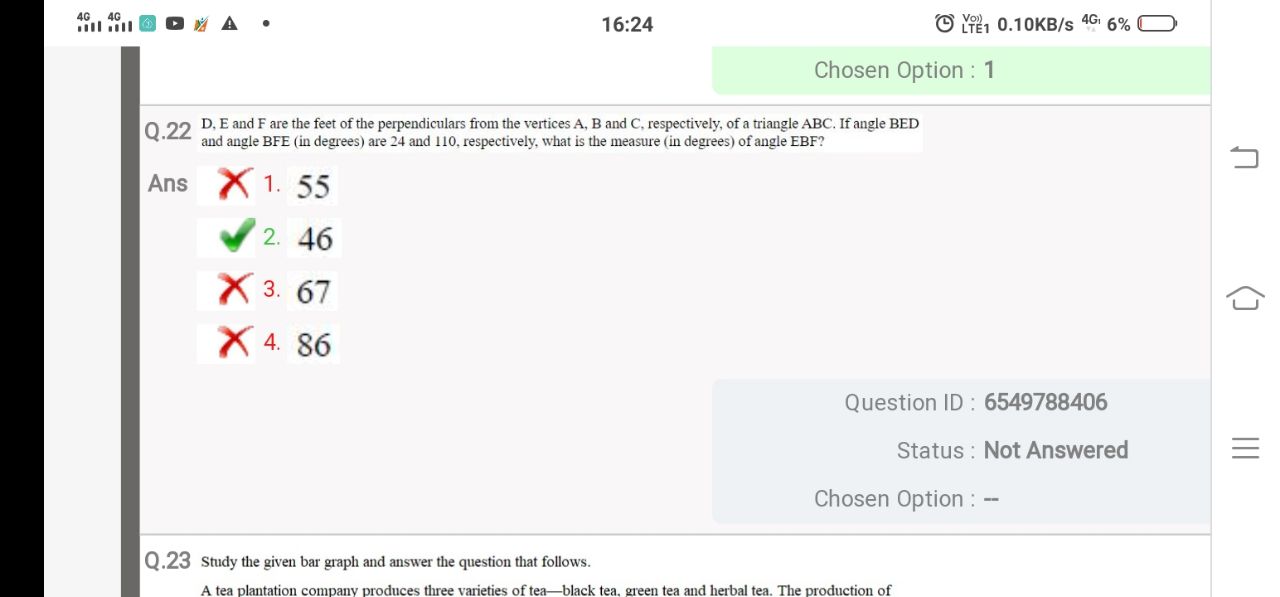 4G 4G 16:24 Vo)) LTE1 0.10KB/s 4G 6%
Chosen Option : 1
Q.22 D, E and F are the feet of the perpendiculars from the vertices A, B and C, respectively, of a triangle ABC. If angle BED
and angle BFE (in degrees) are 24 and 110, respectively, what is the measure (in degrees) of angle EBF?
Ans 1. 55
2. 46
3. 67
4. 86
Question ID : 6549788406
Status : Not Answered
Chosen Option : --
Q.23 Study the given bar graph and answer the question that follows.
A tea plantation company produces three varieties of tea—black tea, green tea and herbal tea. The production of